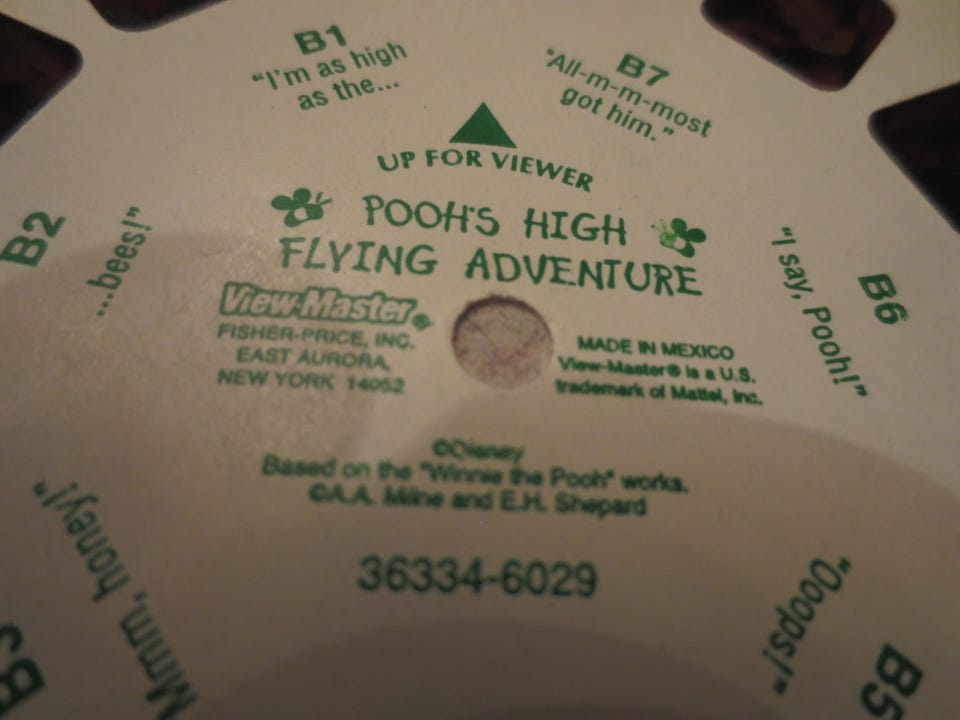 B1
"I'm as high
as the...
B7
"All-m-m-most
got him."
UP FOR VIEWER
POOH'S HIGH
FLYING ADVENTURE
B2
...bees!"
"I say, Pooh!"
B6
View-Master
FISHER-PRICE, INC.
EAST AURORA,
NEW YORK 14052
MADE IN MEXICO
View-Master® is a U.S.
trademark of Mattel, Inc.
©Disney
Based on the "Winnie the Pooh" works.
©A.A. Milne and E.H. Shepard
36334-6029
B3
"Mmm, honey!"
"Ooops!"
B5